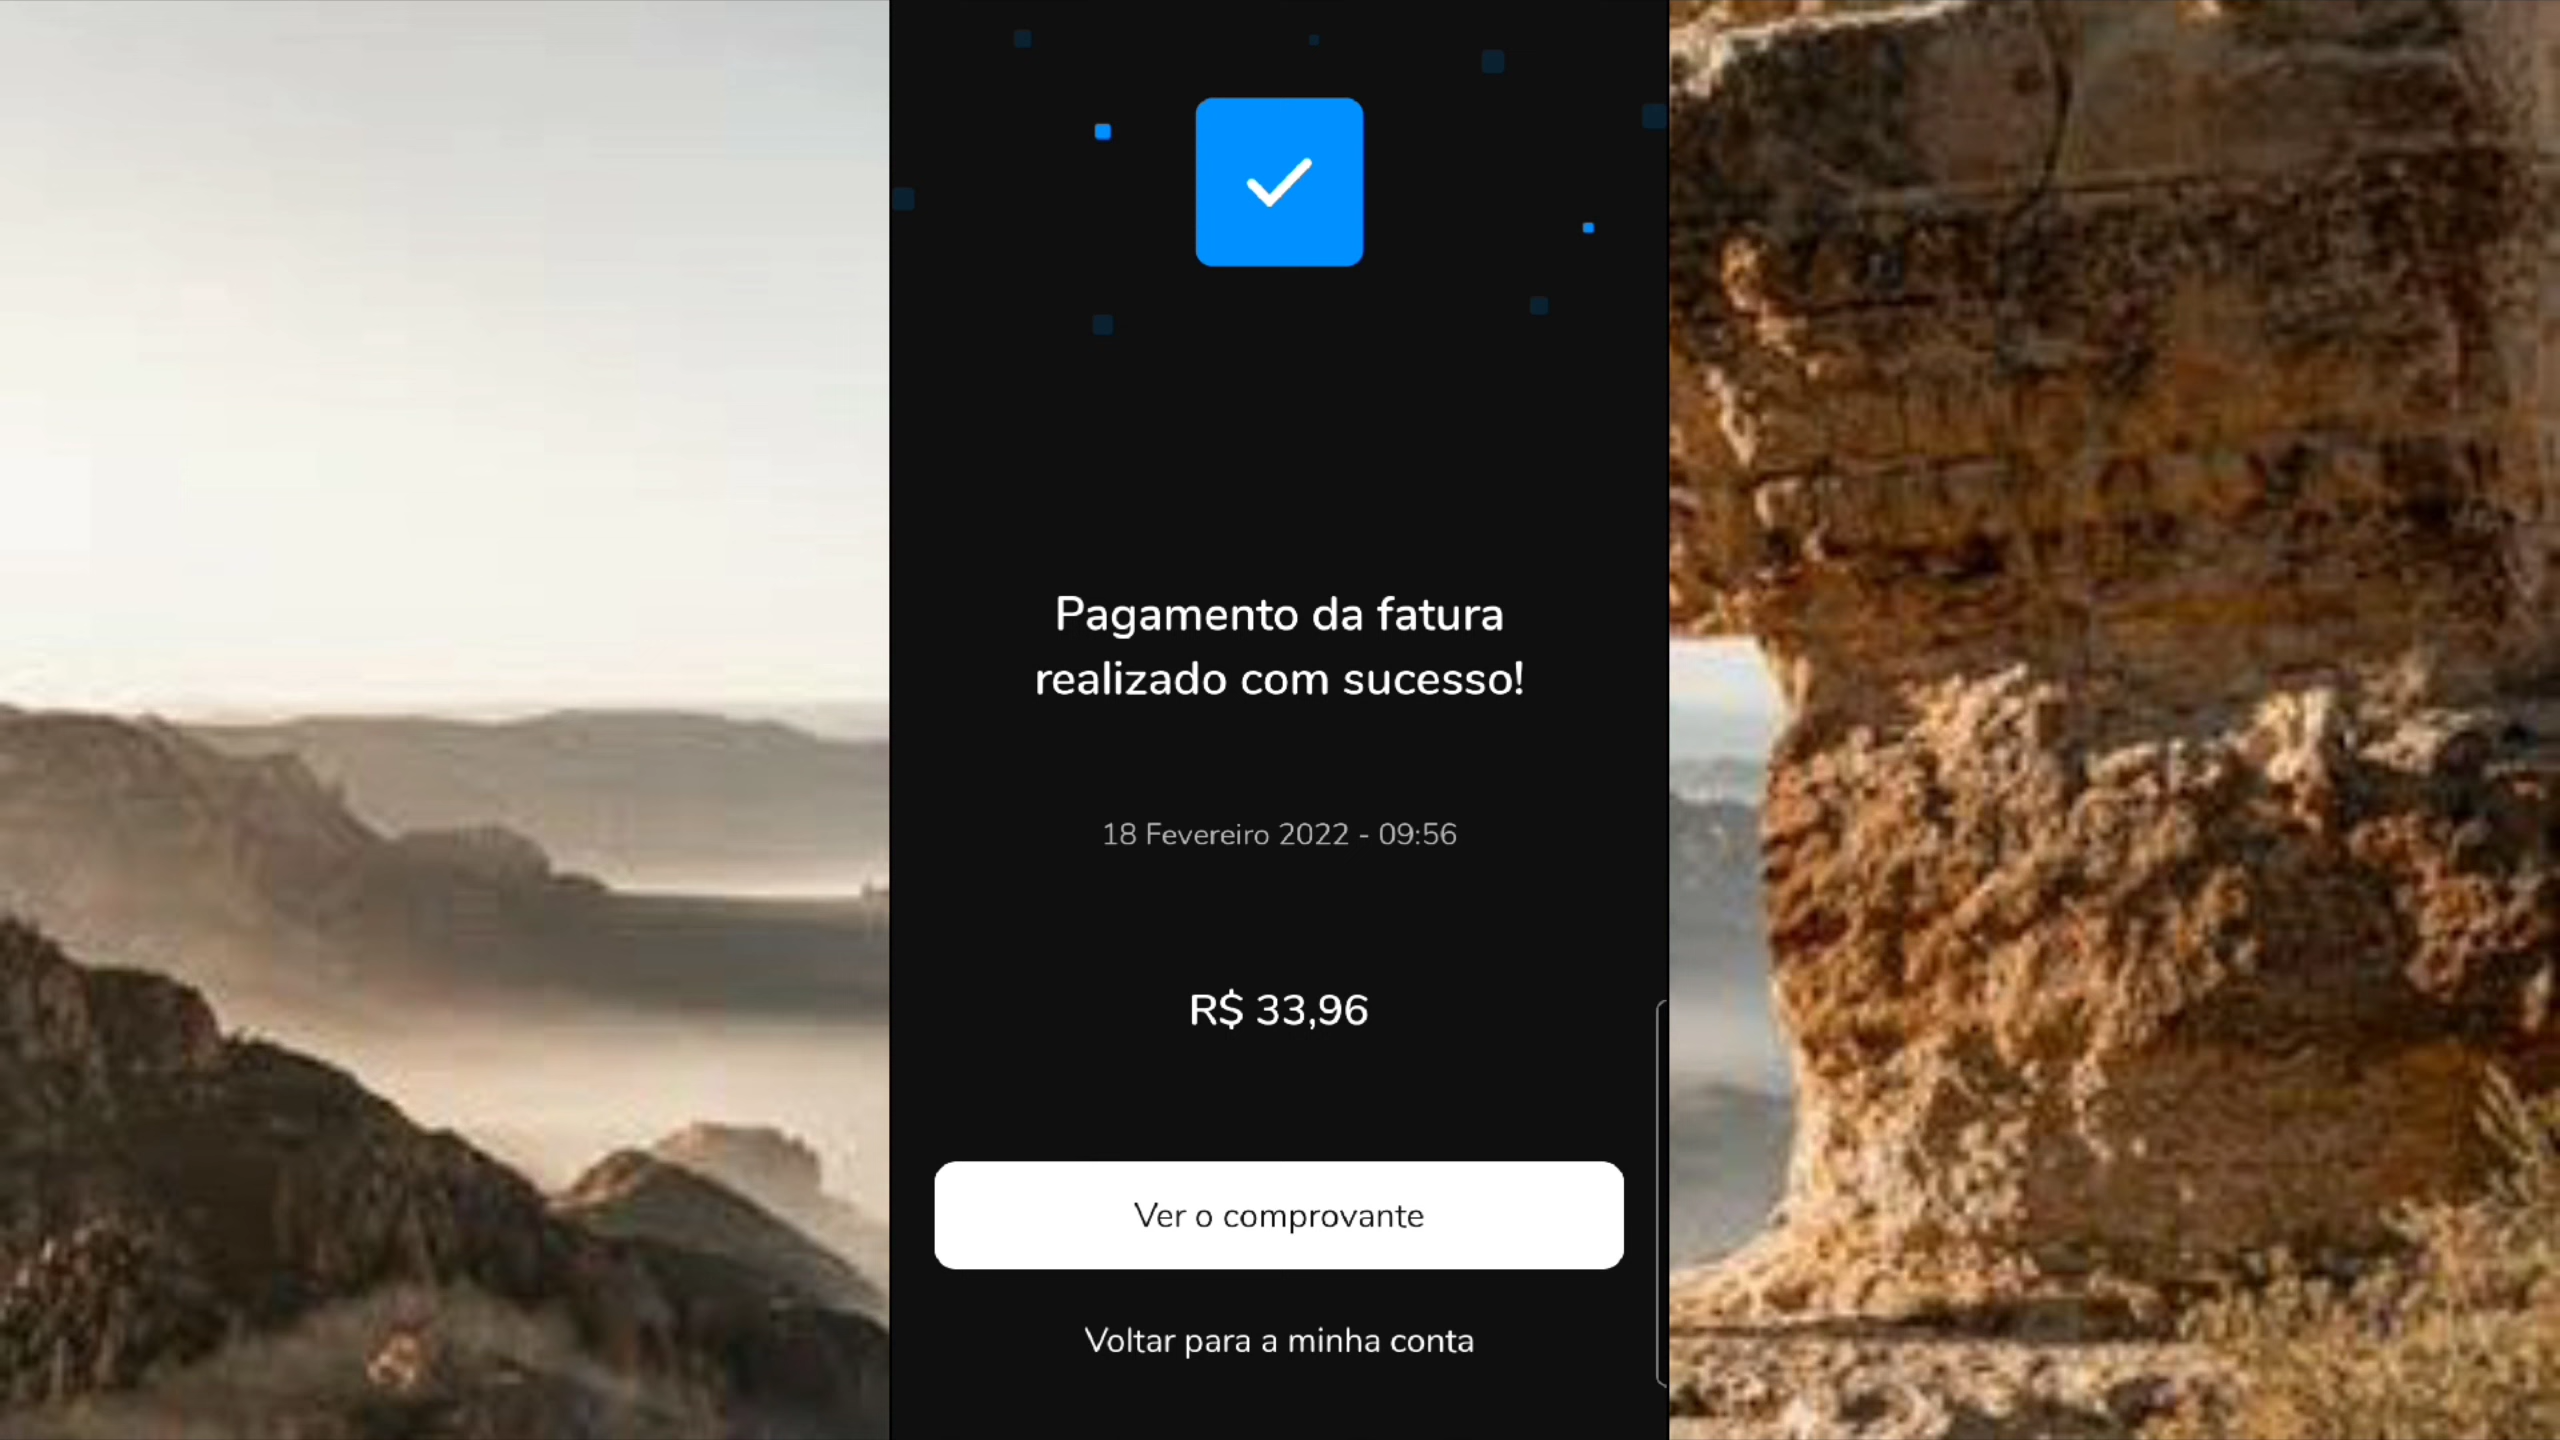 Pagamento da fatura
realizado com sucesso!
18 Fevereiro 2022 - 09:56
R$ 33,96
Ver o comprovante
Voltar para a minha conta